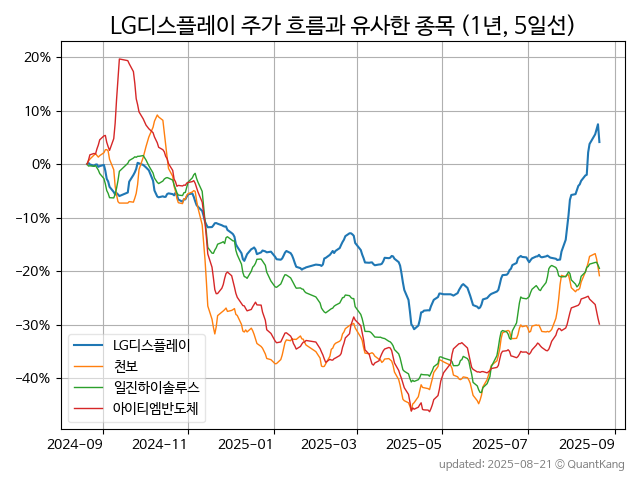 LG디스플레이 주가 흐름과 유사한 종목 (1년, 5일선)
20%
10%
0%
−10%
−20%
−30%
−40%
LG디스플레이
천보
일진하이솔루스
아이티엠반도체
2024-09
2024-11
2025-01
2025-03
2025-05
2025-07
2025-09
updated: 2025-08-21 © QuantKang